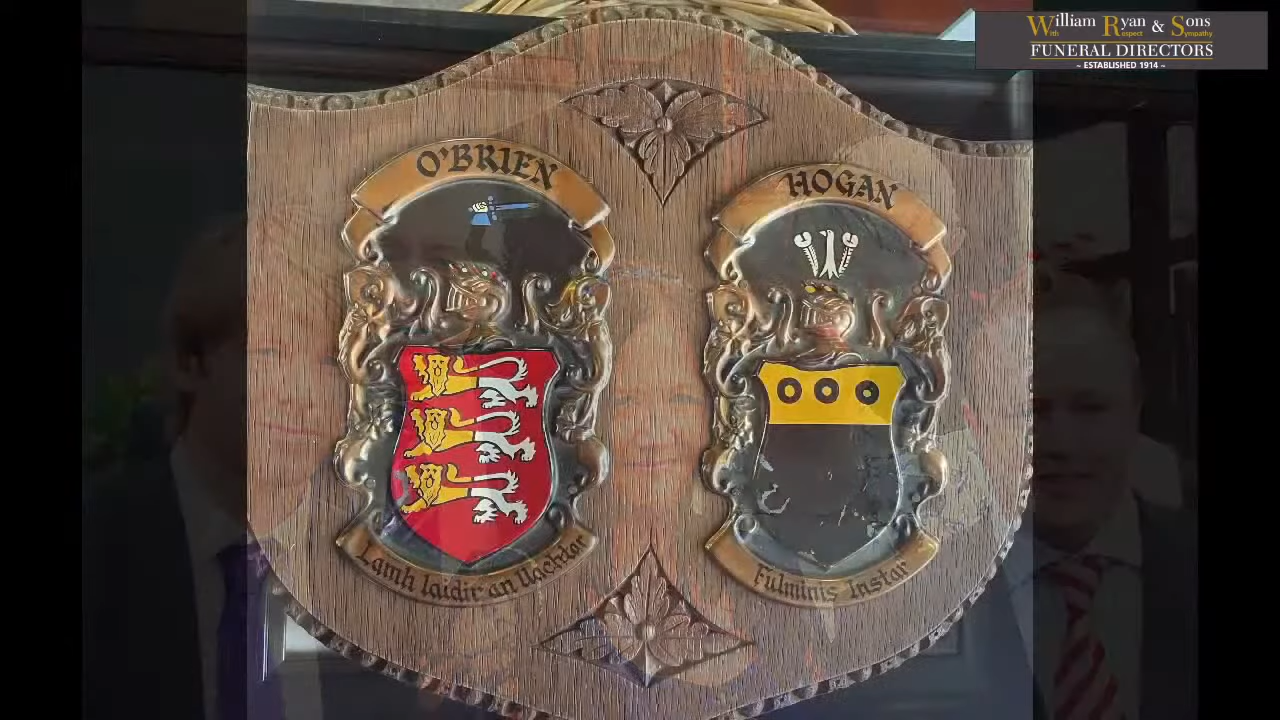 William Ryan & Sons
With Respect Sympathy
FUNERAL DIRECTORS
~ ESTABLISHED 1914 ~
O'BRIEN
HOGAN
Lamh laidir an Uachtar
Fulminis Instar